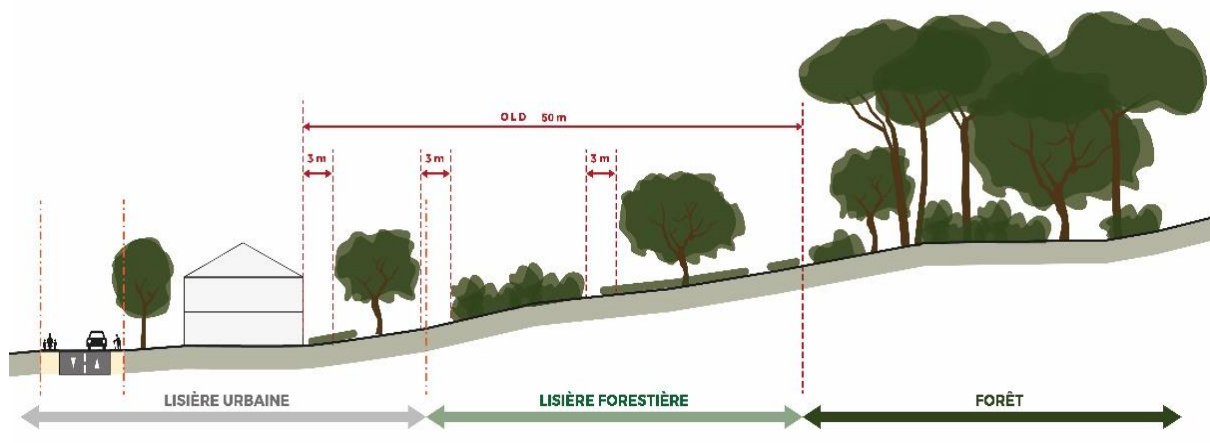 OLD 50 m
3 m
3 m
3 m
LISIÈRE URBAINE
LISIÈRE FORESTIÈRE
FORÊT